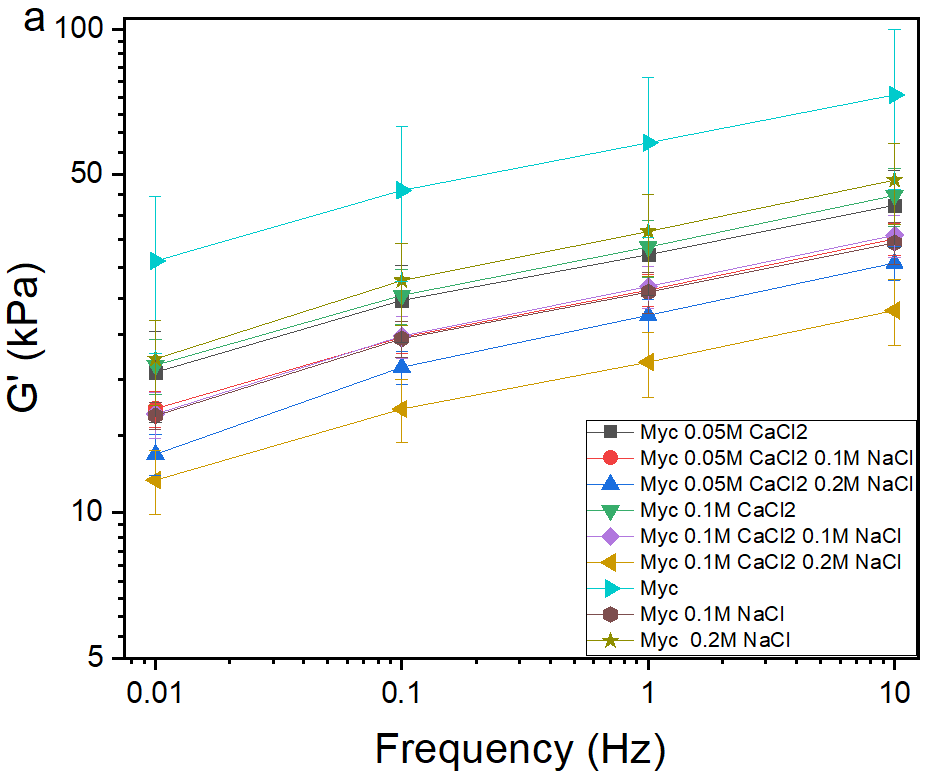 a
100
50
10
5
G' (kPa)
Myc 0.05M CaCl2
Myc 0.05M CaCl2 0.1M NaCl
Myc 0.05M CaCl2 0.2M NaCl
Myc 0.1M CaCl2
Myc 0.1M CaCl2 0.1M NaCl
Myc 0.1M CaCl2 0.2M NaCl
Myc
Myc 0.1M NaCl
Myc  0.2M NaCl
0.01 0.1 1 10
Frequency (Hz)